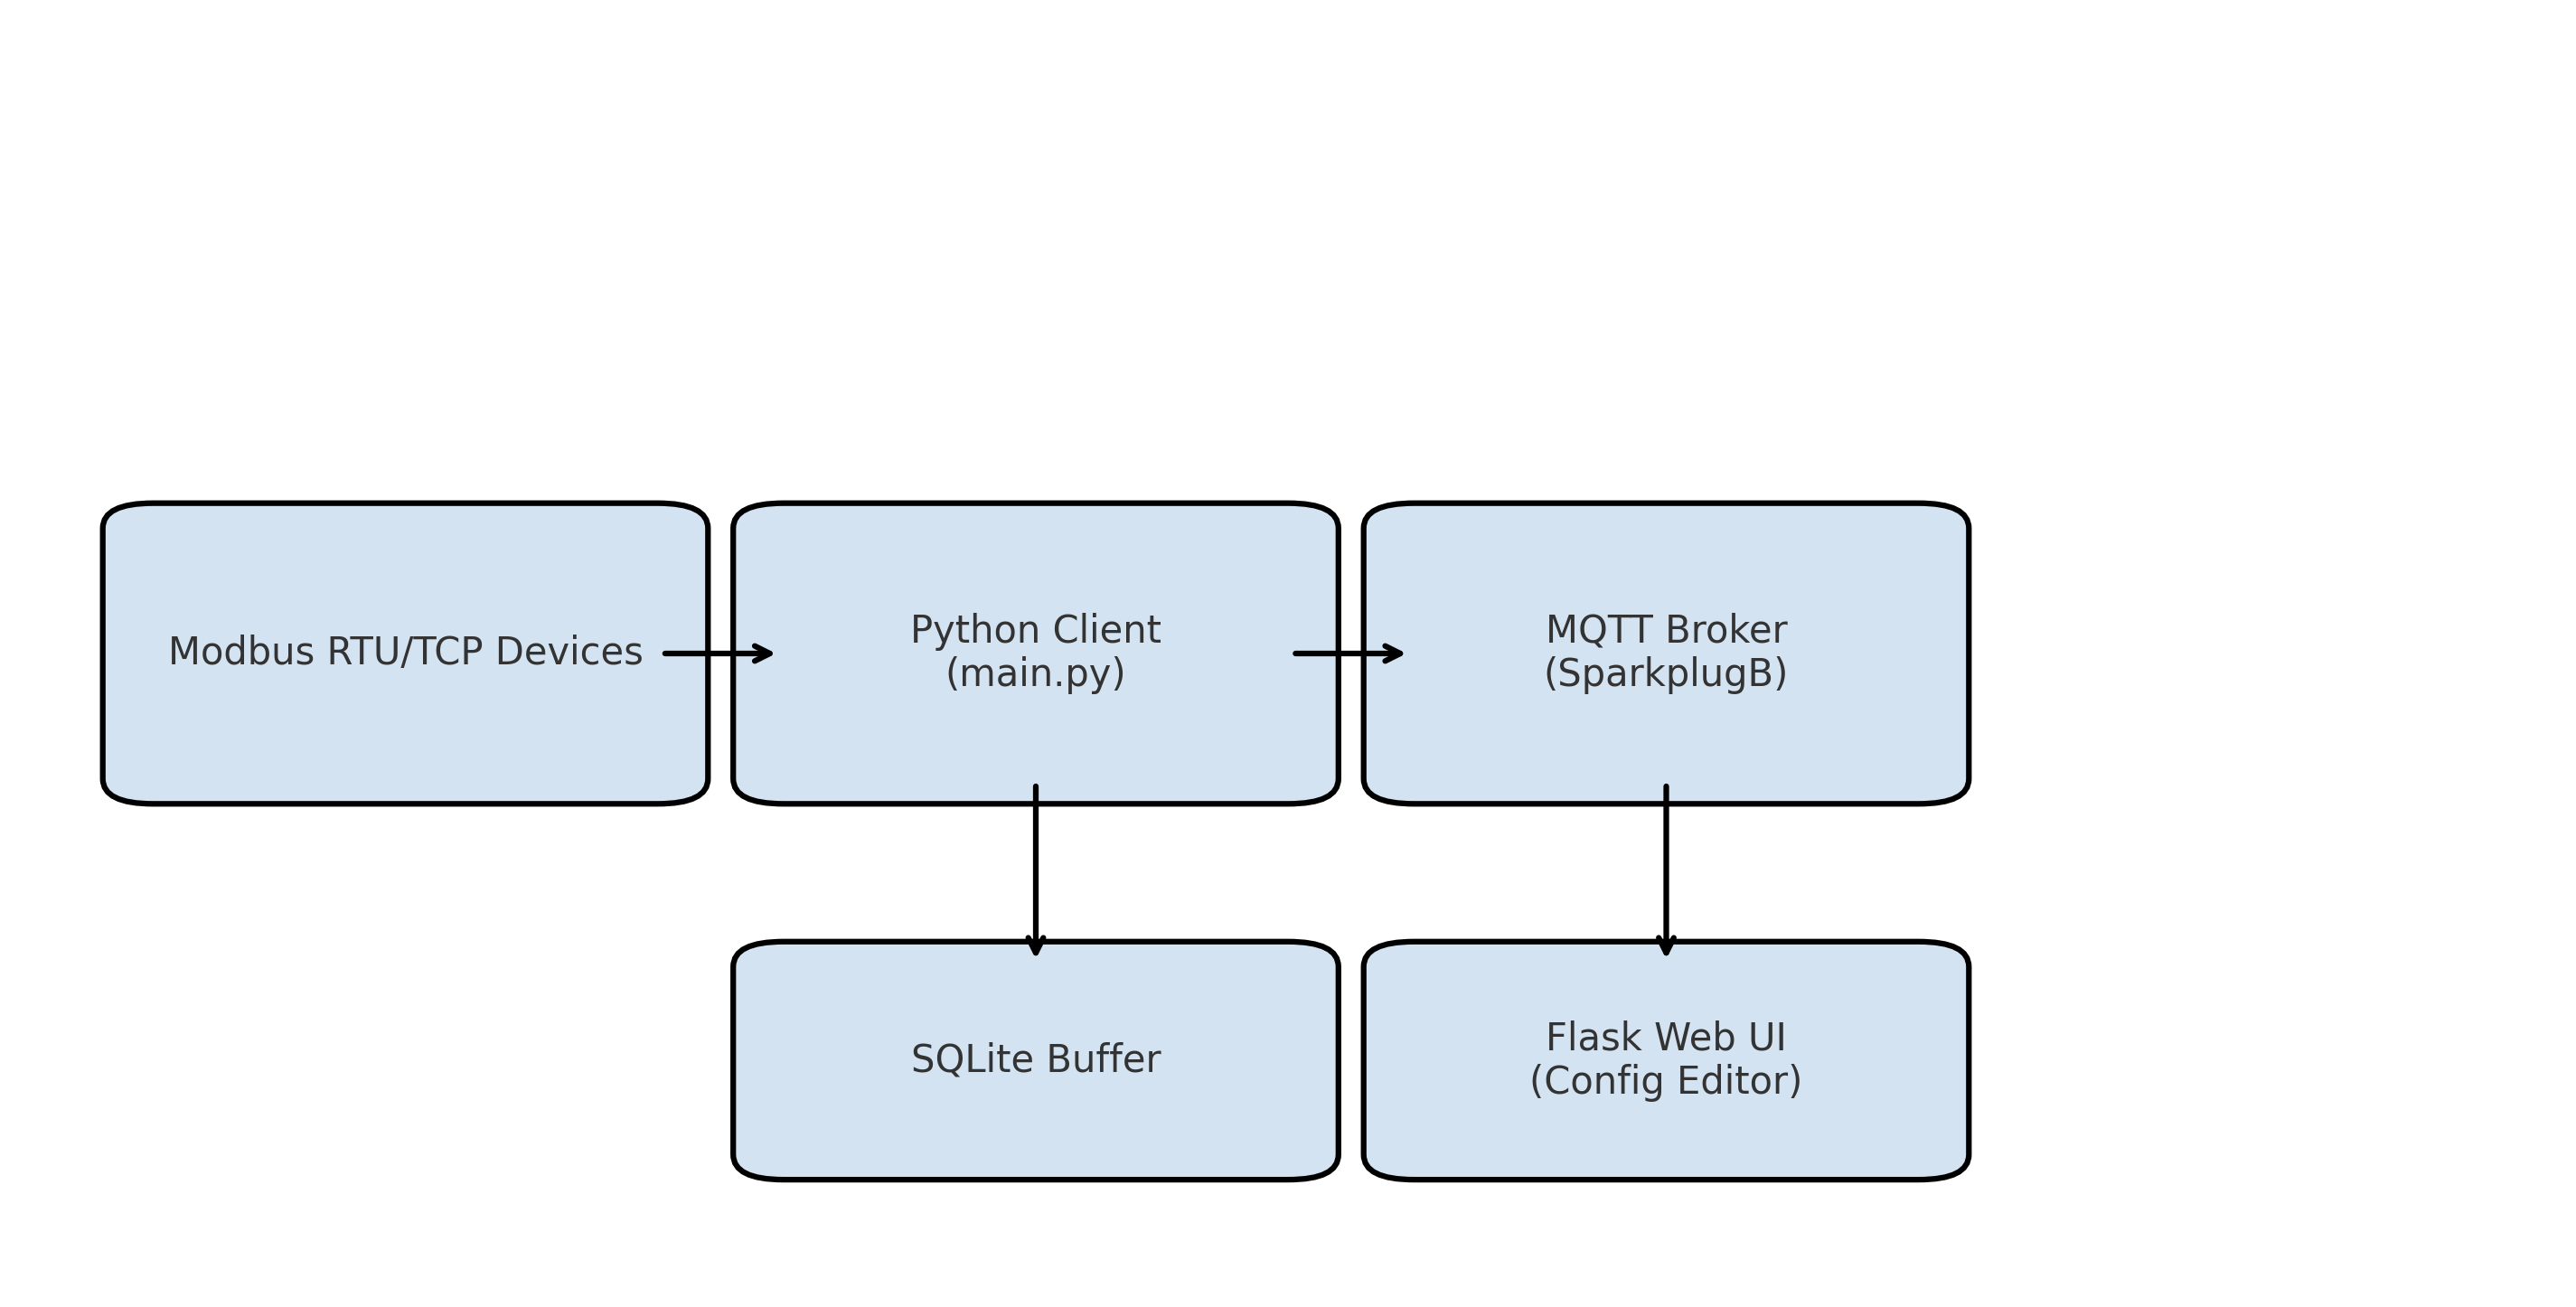 Modbus RTU/TCP Devices
Python Client
(main.py)
MQTT Broker
(SparkplugB)
SQLite Buffer
Flask Web UI
(Config Editor)